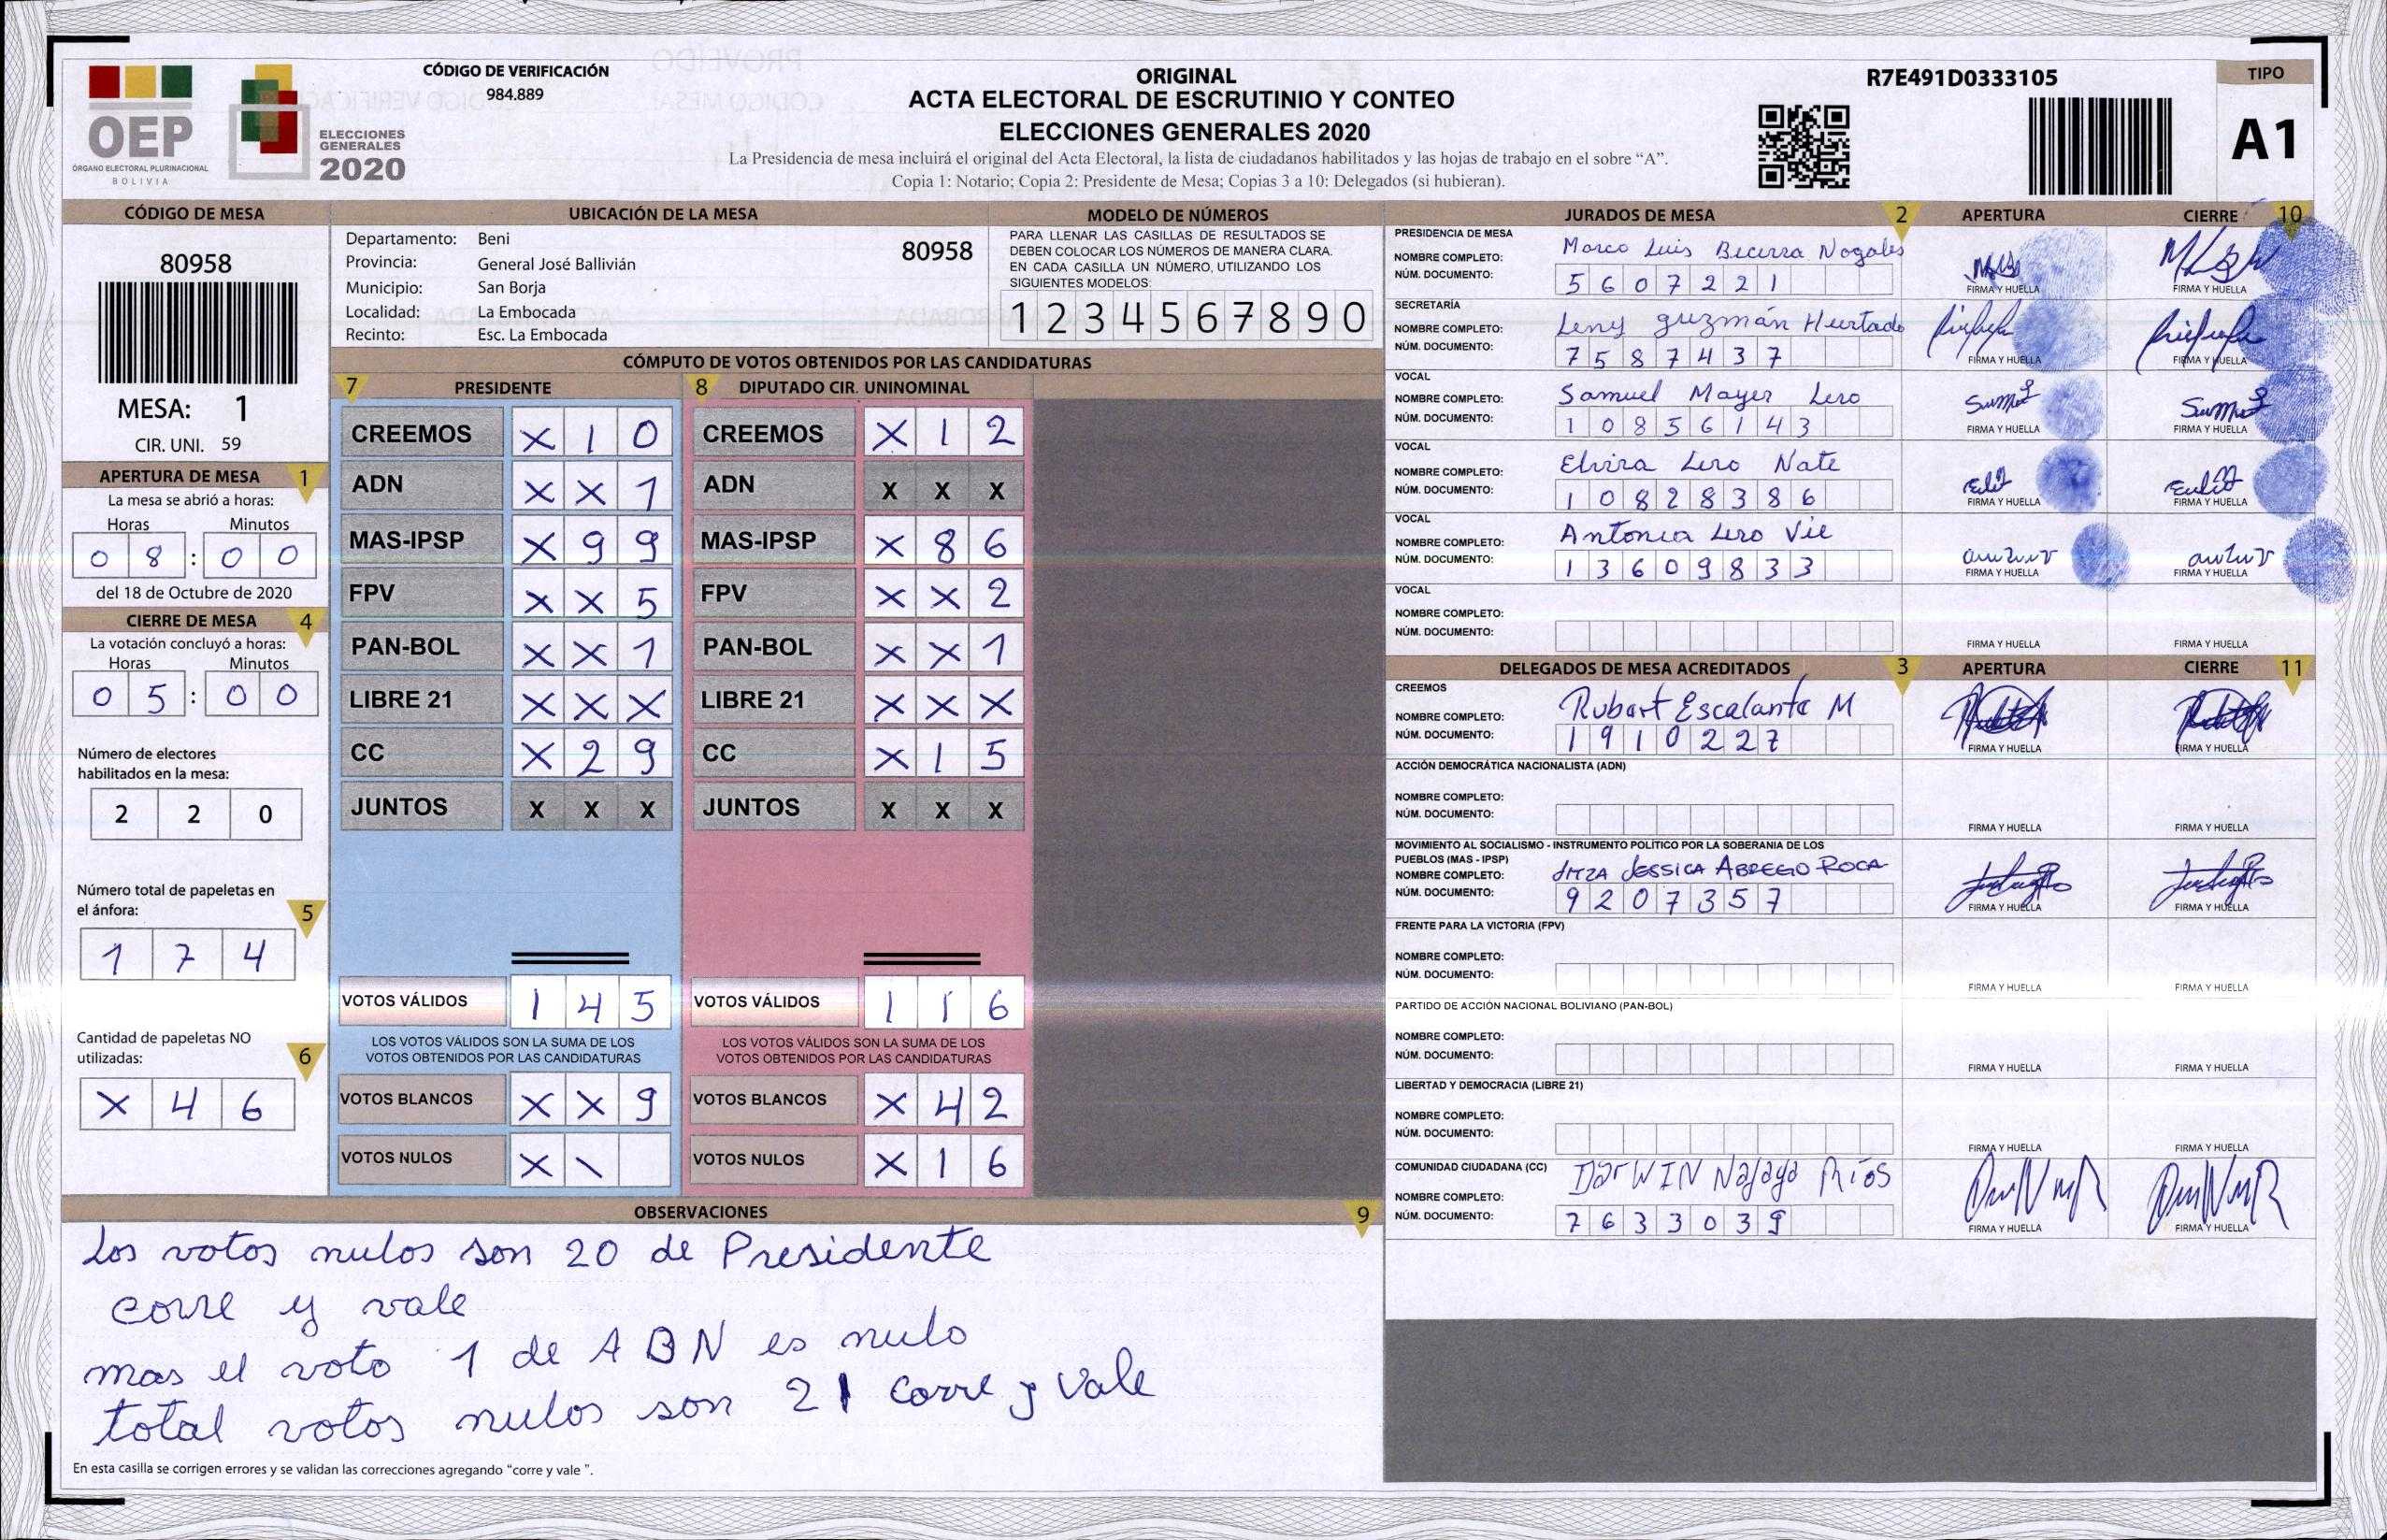 OEP
ÓRGANO ELECTORAL PLURINACIONAL
BOLIVIA
ELECCIONES
GENERALES
2020
CÓDIGO DE VERIFICACIÓN
984.889
ORIGINAL
ACTA ELECTORAL DE ESCRUTINIO Y CONTEO
ELECCIONES GENERALES 2020
La Presidencia de mesa incluirá el original del Acta Electoral, la lista de ciudadanos habilitados y las hojas de trabajo en el sobre “A”.
Copia 1: Notario; Copia 2: Presidente de Mesa; Copias 3 a 10: Delegados (si hubieran).
R7E491D0333105
TIPO
A1
CÓDIGO DE MESA
80958
MESA: 1
CIR. UNI. 59
APERTURA DE MESA 1
La mesa se abrió a horas:
Horas Minutos
0 8 : 0 0
del 18 de Octubre de 2020
CIERRE DE MESA 4
La votación concluyó a horas:
Horas Minutos
0 5 : 0 0
Número de electores
habilitados en la mesa:
2 2 0
Número total de papeletas en
el ánfora: 5
1 7 4
Cantidad de papeletas NO
utilizadas: 6
X 4 6
UBICACIÓN DE LA MESA
Departamento: Beni 80958
Provincia: General José Ballivián
Municipio: San Borja
Localidad: La Embocada
Recinto: Esc. La Embocada
MODELO DE NÚMEROS
PARA LLENAR LAS CASILLAS DE RESULTADOS SE
DEBEN COLOCAR LOS NÚMEROS DE MANERA CLARA.
EN CADA CASILLA UN NÚMERO, UTILIZANDO LOS
SIGUIENTES MODELOS:
1 2 3 4 5 6 7 8 9 0
CÓMPUTO DE VOTOS OBTENIDOS POR LAS CANDIDATURAS
7 PRESIDENTE
CREEMOS X 1 0
ADN X X 1
MAS-IPSP X 9 9
FPV X X 5
PAN-BOL X X 1
LIBRE 21 X X X
CC X 2 9
JUNTOS X X X
VOTOS VÁLIDOS 1 4 5
LOS VOTOS VÁLIDOS SON LA SUMA DE LOS
VOTOS OBTENIDOS POR LAS CANDIDATURAS
VOTOS BLANCOS X X 9
VOTOS NULOS X \
8 DIPUTADO CIR. UNINOMINAL
CREEMOS X 1 2
ADN X X X
MAS-IPSP X 8 6
FPV X X 2
PAN-BOL X X 1
LIBRE 21 X X X
CC X 1 5
JUNTOS X X X
VOTOS VÁLIDOS 1 1 6
LOS VOTOS VÁLIDOS SON LA SUMA DE LOS
VOTOS OBTENIDOS POR LAS CANDIDATURAS
VOTOS BLANCOS X 4 2
VOTOS NULOS X 1 6
OBSERVACIONES 9
Los votos nulos son 20 de Presidente
corre y vale
mas el voto 1 de A B N es nulo
total votos nulos son 21 corre y vale
En esta casilla se corrigen errores y se validan las correcciones agregando “corre y vale ”.
JURADOS DE MESA 2 APERTURA CIERRE 10
PRESIDENCIA DE MESA
NOMBRE COMPLETO: Marco Luis Becerra Nogales
NÚM. DOCUMENTO: 5 6 0 7 2 2 1
FIRMA Y HUELLA FIRMA Y HUELLA
SECRETARÍA
NOMBRE COMPLETO: Leny guzmán Hurtado
NÚM. DOCUMENTO: 7 5 8 7 4 3 7
FIRMA Y HUELLA FIRMA Y HUELLA
VOCAL
NOMBRE COMPLETO: Samuel Mayer Lero
NÚM. DOCUMENTO: 1 0 8 5 6 1 4 3
FIRMA Y HUELLA FIRMA Y HUELLA
VOCAL
NOMBRE COMPLETO: Elvira Lero Nate
NÚM. DOCUMENTO: 1 0 8 2 8 3 8 6
FIRMA Y HUELLA FIRMA Y HUELLA
VOCAL
NOMBRE COMPLETO: Antonia Lero Vie
NÚM. DOCUMENTO: 1 3 6 0 9 8 3 3
FIRMA Y HUELLA FIRMA Y HUELLA
VOCAL
NOMBRE COMPLETO:
NÚM. DOCUMENTO:
FIRMA Y HUELLA FIRMA Y HUELLA
DELEGADOS DE MESA ACREDITADOS 3 APERTURA CIERRE 11
CREEMOS
NOMBRE COMPLETO: Rubart Escalante M
NÚM. DOCUMENTO: 1 9 1 0 2 2 7
FIRMA Y HUELLA FIRMA Y HUELLA
ACCIÓN DEMOCRÁTICA NACIONALISTA (ADN)
NOMBRE COMPLETO:
NÚM. DOCUMENTO:
FIRMA Y HUELLA FIRMA Y HUELLA
MOVIMIENTO AL SOCIALISMO - INSTRUMENTO POLÍTICO POR LA SOBERANIA DE LOS
PUEBLOS (MAS - IPSP)
NOMBRE COMPLETO: JESSICA ABREGO ROCA
NÚM. DOCUMENTO: 9 2 0 7 3 5 7
FIRMA Y HUELLA FIRMA Y HUELLA
FRENTE PARA LA VICTORIA (FPV)
NOMBRE COMPLETO:
NÚM. DOCUMENTO:
FIRMA Y HUELLA FIRMA Y HUELLA
PARTIDO DE ACCIÓN NACIONAL BOLIVIANO (PAN-BOL)
NOMBRE COMPLETO:
NÚM. DOCUMENTO:
FIRMA Y HUELLA FIRMA Y HUELLA
LIBERTAD Y DEMOCRACIA (LIBRE 21)
NOMBRE COMPLETO:
NÚM. DOCUMENTO:
FIRMA Y HUELLA FIRMA Y HUELLA
COMUNIDAD CIUDADANA (CC)
NOMBRE COMPLETO: DarWIN Najaya Ríos
NÚM. DOCUMENTO: 7 6 3 3 0 3 9
FIRMA Y HUELLA FIRMA Y HUELLA